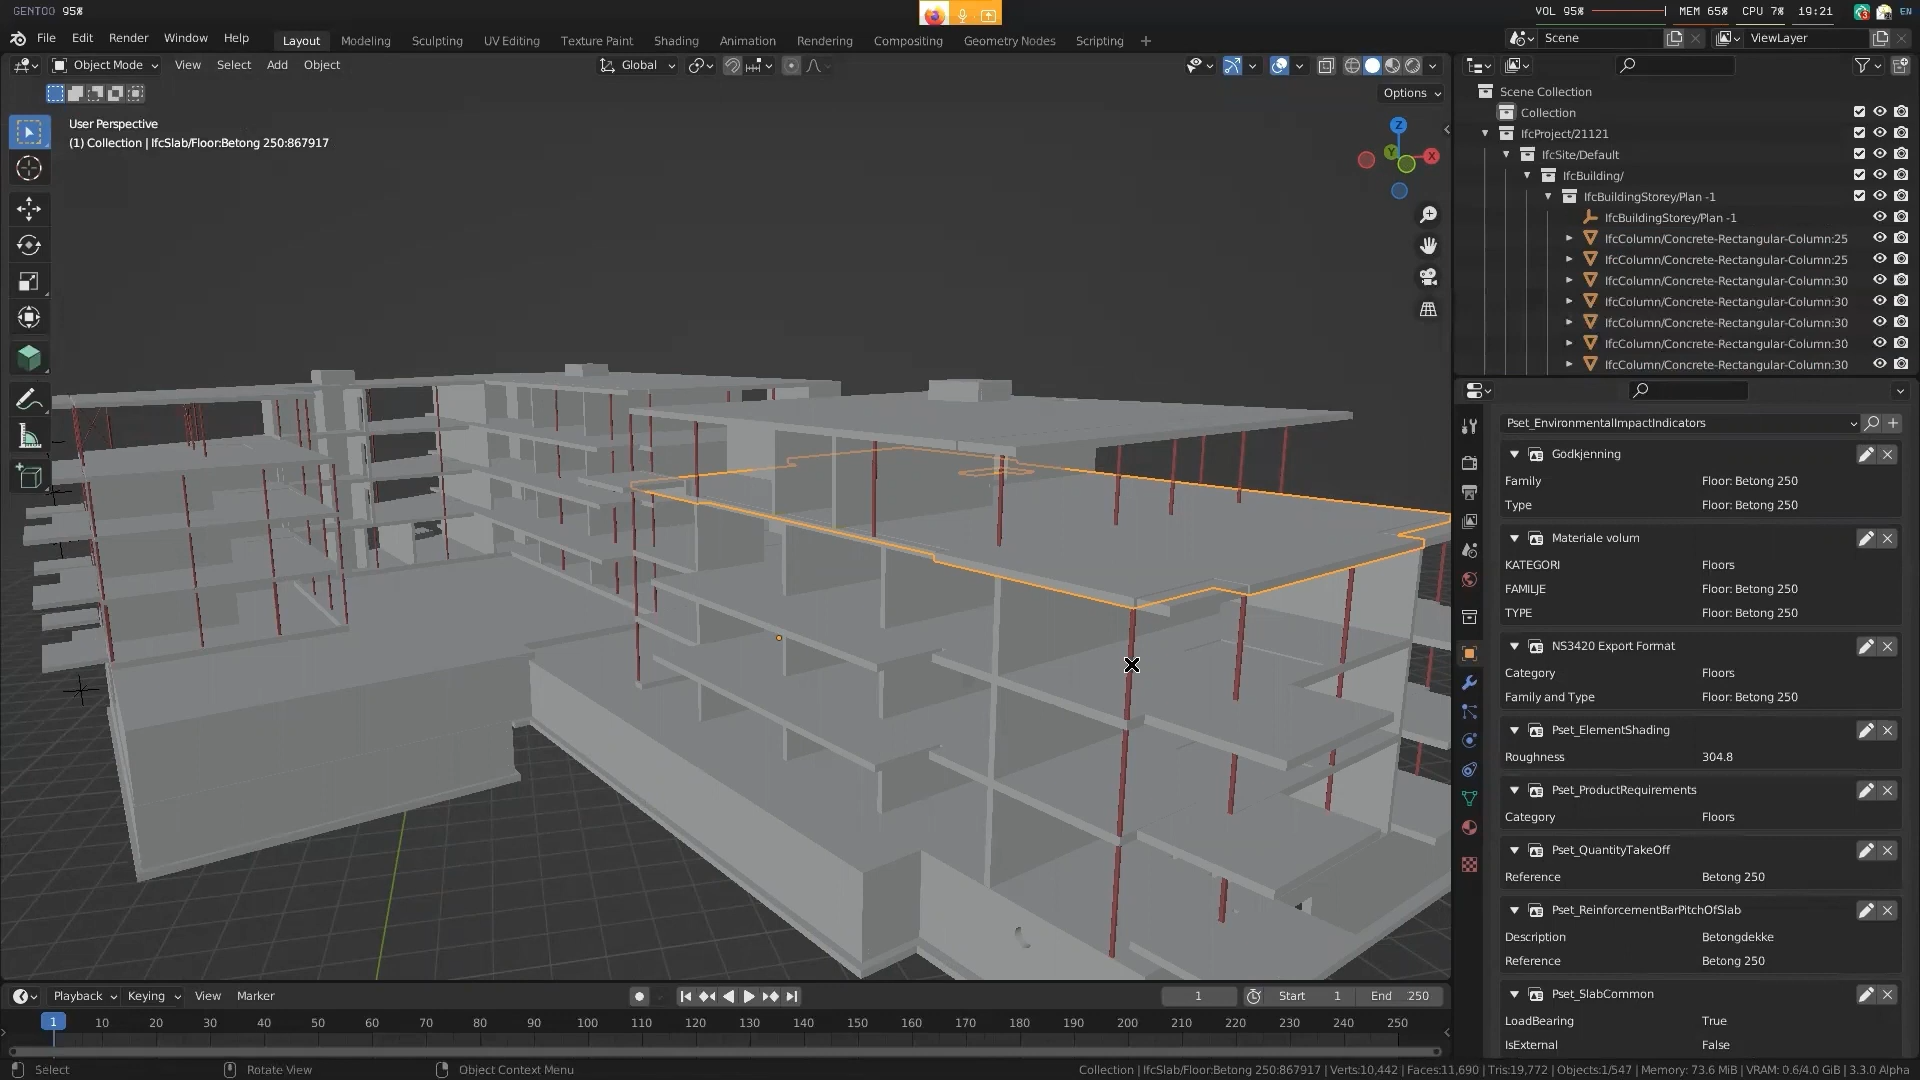 GENTOO 95%
VOL 95%
MEM 65%
CPU 7%
19:21
EN
File Edit Render Window Help
Layout Modeling Sculpting UV Editing Texture Paint Shading Animation Rendering Compositing Geometry Nodes Scripting +
Scene
ViewLayer
Object Mode View Select Add Object
Global
Options
User Perspective
(1) Collection | IfcSlab/Floor:Betong 250:867917
Z
Y
X
Scene Collection
Collection
IfcProject/21121
IfcSite/Default
IfcBuilding/
IfcBuildingStorey/Plan -1
IfcBuildingStorey/Plan -1
IfcColumn/Concrete-Rectangular-Column:25
IfcColumn/Concrete-Rectangular-Column:25
IfcColumn/Concrete-Rectangular-Column:30
IfcColumn/Concrete-Rectangular-Column:30
IfcColumn/Concrete-Rectangular-Column:30
IfcColumn/Concrete-Rectangular-Column:30
IfcColumn/Concrete-Rectangular-Column:30
Pset_EnvironmentalImpactIndicators
Godkjenning
Family Floor: Betong 250
Type Floor: Betong 250
Materiale volum
KATEGORI Floors
FAMILJE Floor: Betong 250
TYPE Floor: Betong 250
NS3420 Export Format
Category Floors
Family and Type Floor: Betong 250
Pset_ElementShading
Roughness 304.8
Pset_ProductRequirements
Category Floors
Pset_QuantityTakeOff
Reference Betong 250
Pset_ReinforcementBarPitchOfSlab
Description Betongdekke
Reference Betong 250
Pset_SlabCommon
LoadBearing True
IsExternal False
Playback Keying View Marker
1
Start 1
End 250
1 10 20 30 40 50 60 70 80 90 100 110 120 130 140 150 160 170 180 190 200 210 220 230 240 250
Select
Rotate View
Object Context Menu
Collection | IfcSlab/Floor:Betong 250:867917 | Verts:10,442 | Faces:11,690 | Tris:19,772 | Objects:1/547 | Memory: 73.6 MiB | VRAM: 0.6/4.0 GiB | 3.3.0 Alpha